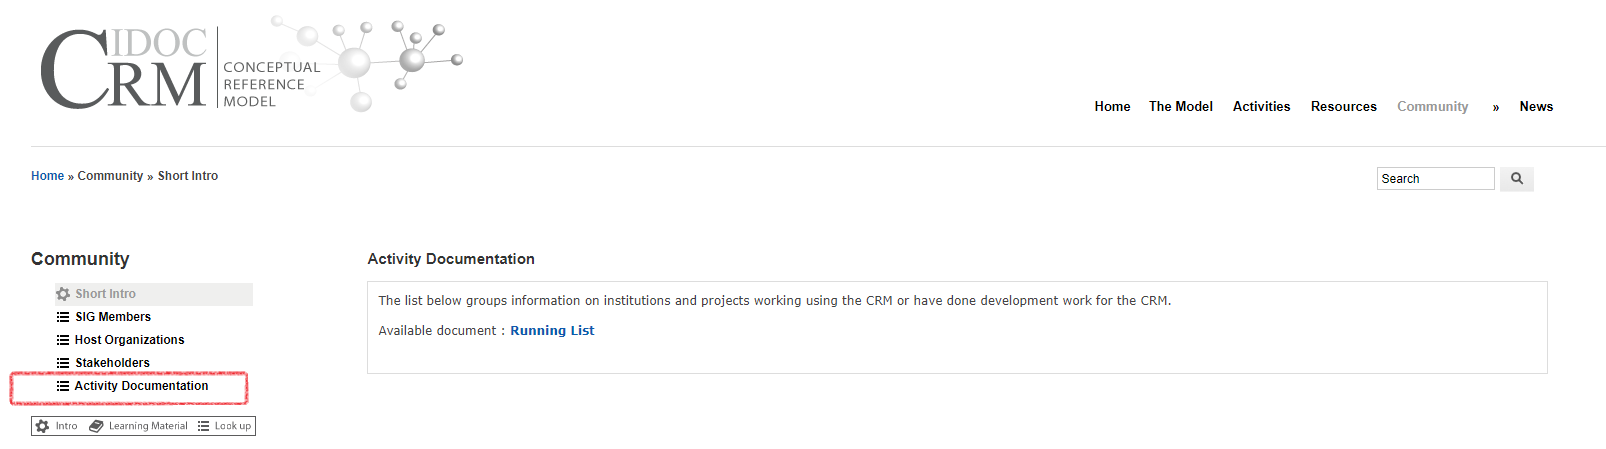 CIDOC
CRM
CONCEPTUAL
REFERENCE
MODEL
Home The Model Activities Resources Community » News
Home » Community » Short Intro
Search
Community
Short Intro
SIG Members
Host Organizations
Stakeholders
Activity Documentation
Intro Learning Material Look up
Activity Documentation
The list below groups information on institutions and projects working using the CRM or have done development work for the CRM.
Available document : Running List